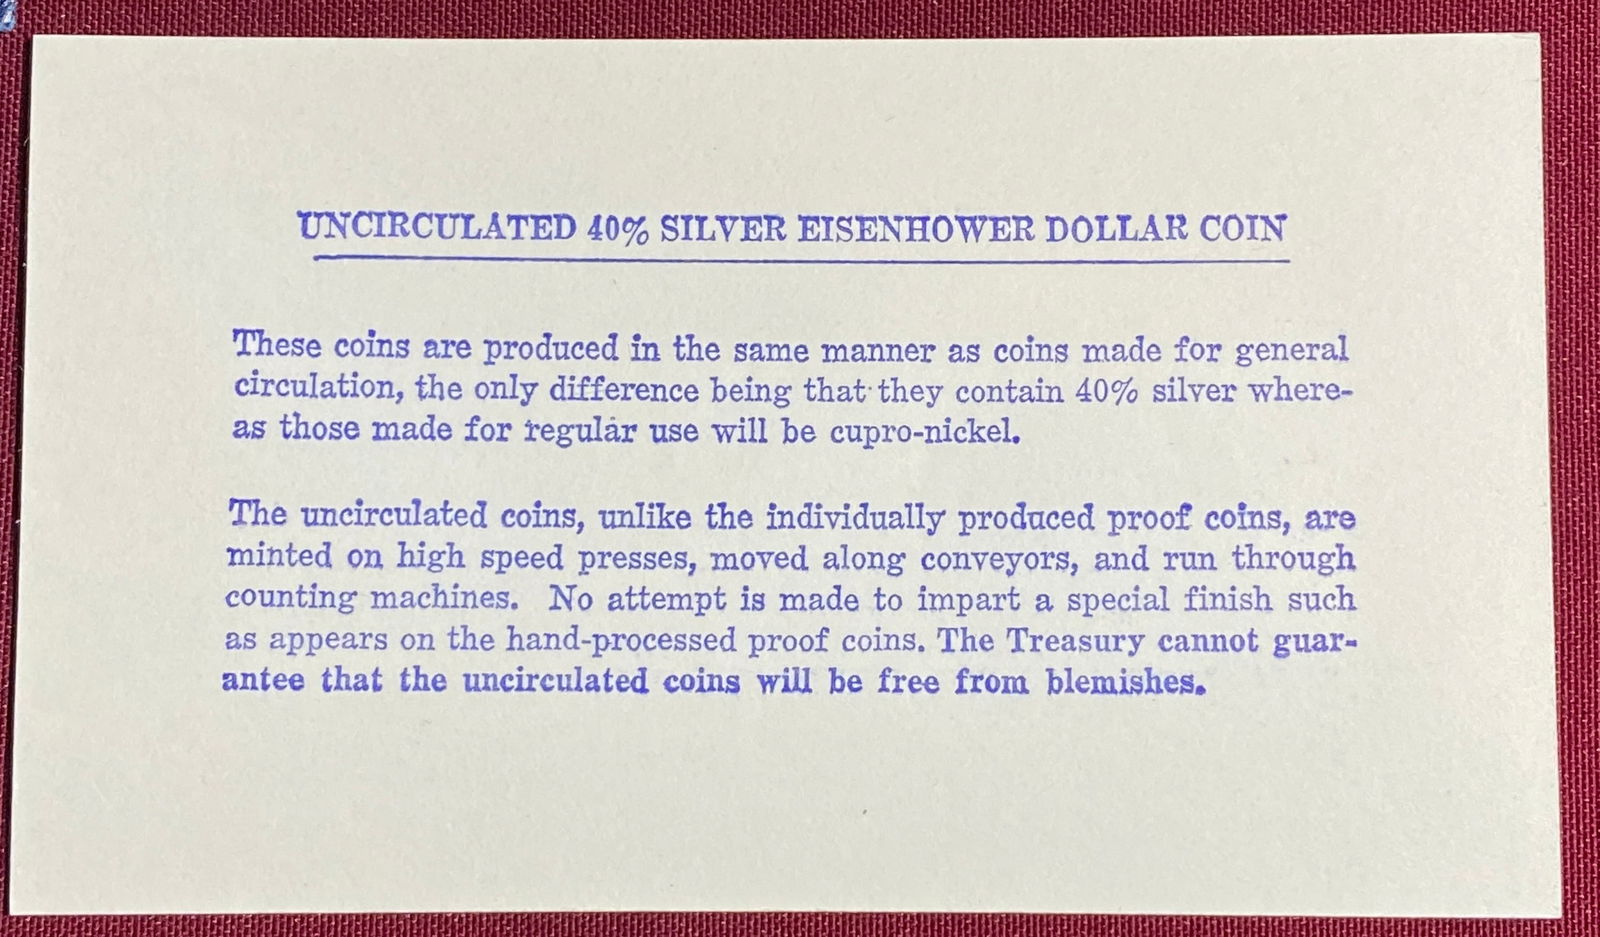 UNCIRCULATED 40% SILVER EISENHOWER DOLLAR COIN
These coins are produced in the same manner as coins made for general
circulation, the only difference being that they contain 40% silver where-
as those made for regular use will be cupro-nickel.
The uncirculated coins, unlike the individually produced proof coins, are
minted on high speed presses, moved along conveyors, and run through
counting machines. No attempt is made to impart a special finish such
as appears on the hand-processed proof coins. The Treasury cannot guar-
antee that the uncirculated coins will be free from blemishes.